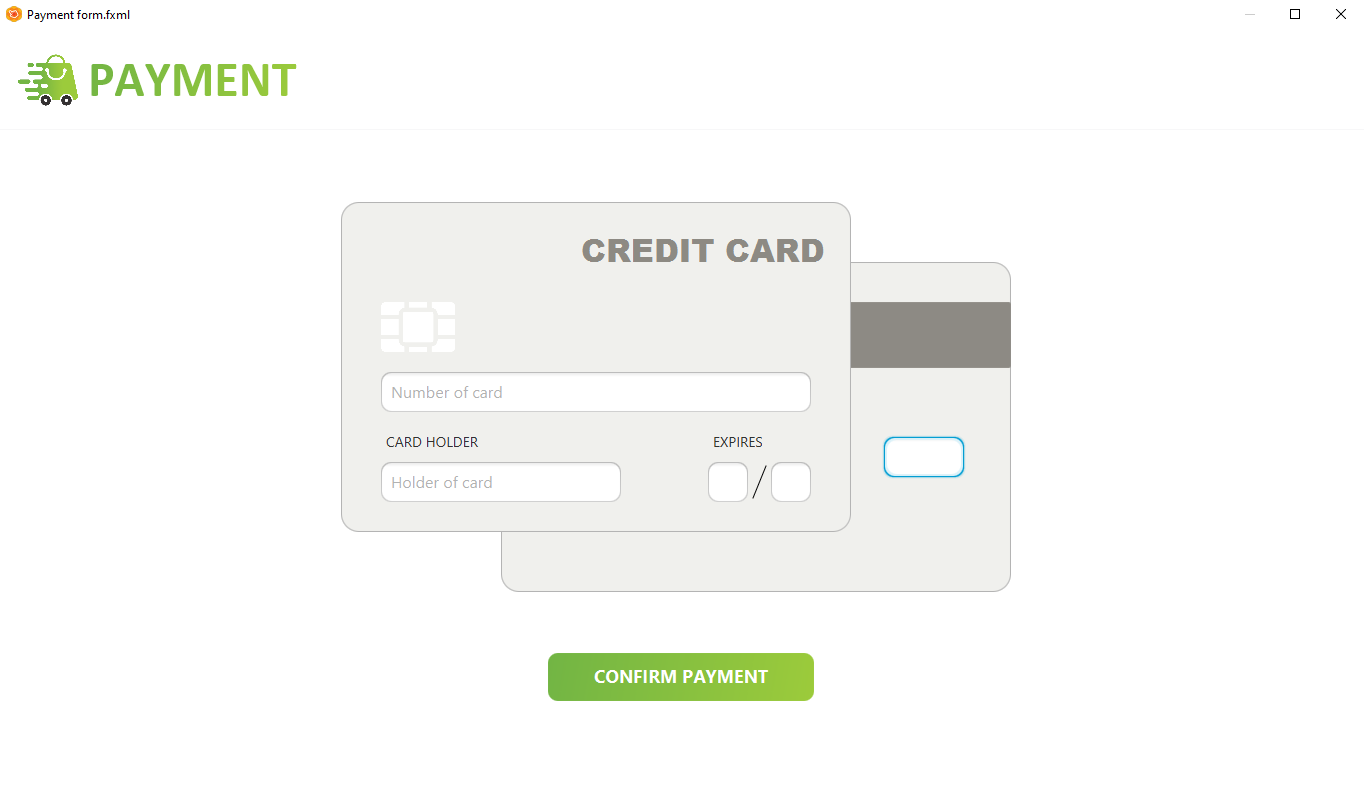 Payment form.fxml
PAYMENT
CREDIT CARD
Number of card
CARD HOLDER
EXPIRES
Holder of card
/
CONFIRM PAYMENT